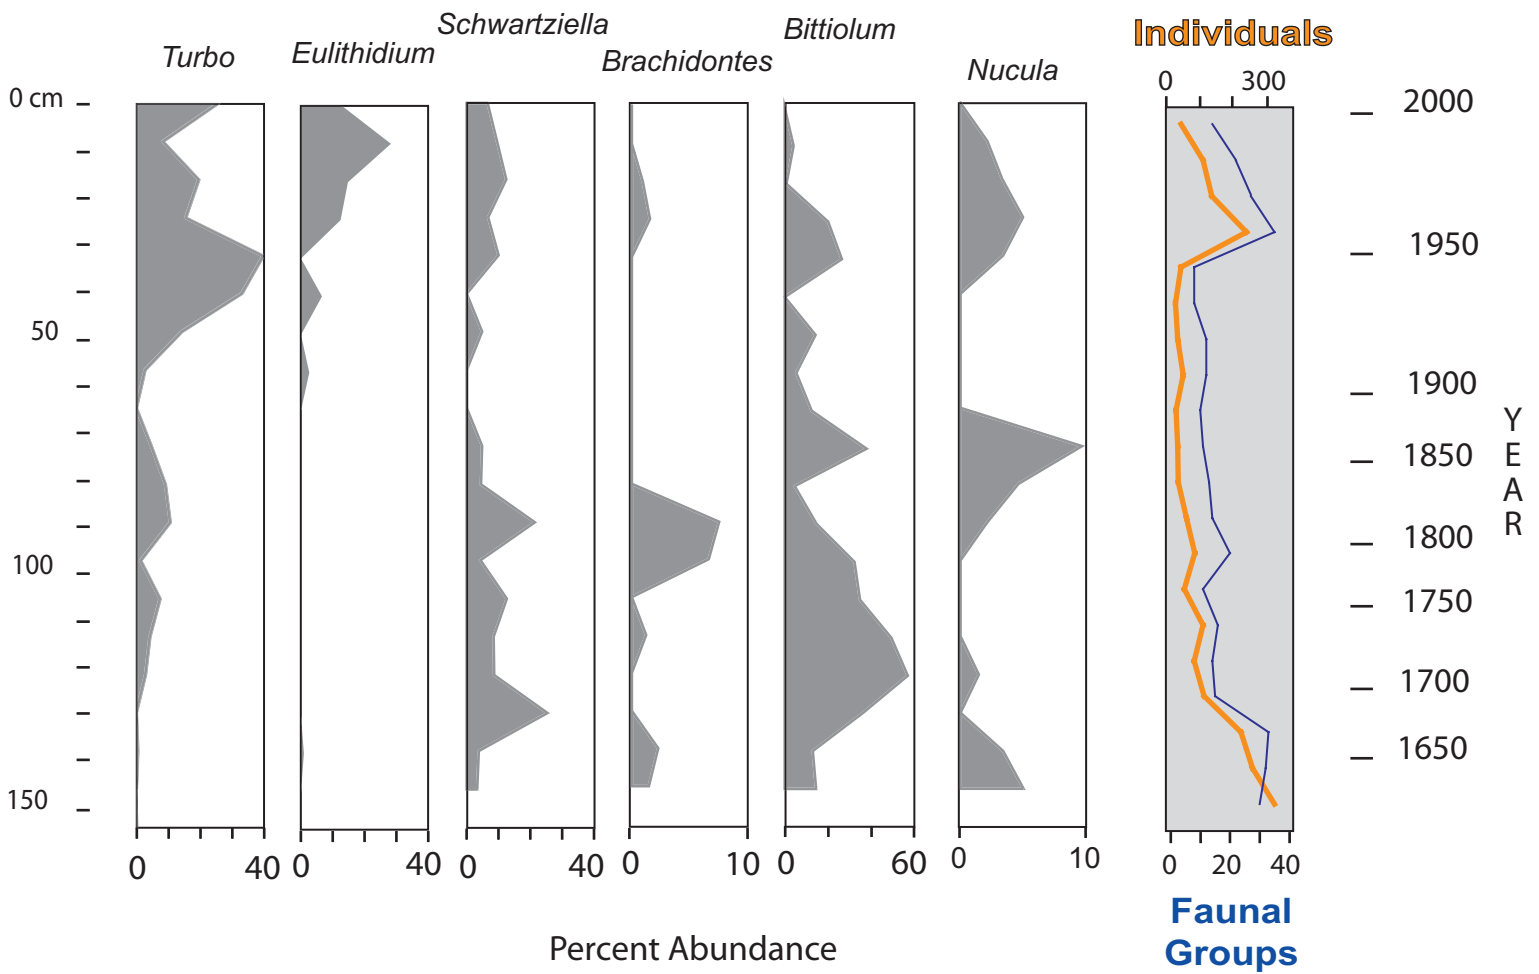 Turbo
Eulithidium
Schwartziella
Brachidontes
Bittiolum
Nucula
Individuals
0 300
0 cm
50
100
150
2000
1950
1900
1850
1800
1750
1700
1650
Y
E
A
R
0 40
0 40
0 40
0 10
0 60
0 10
0 20 40
Percent Abundance
Faunal
Groups